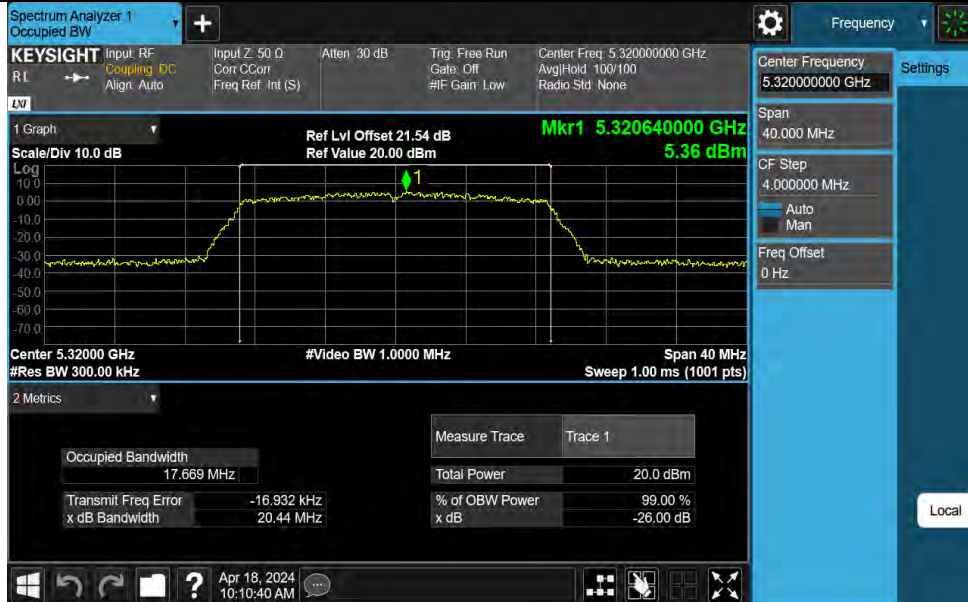 Spectrum Analyzer 1
Occupied BW
Frequency
KEYSIGHT
RL
LXI
Input: RF
Coupling: DC
Align: Auto
Input Z: 50 Ω
Corr CCorr
Freq Ref: Int (S)
Atten: 30 dB
Trig: Free Run
Gate: Off
#IF Gain: Low
Center Freq: 5.320000000 GHz
Avg|Hold: 100/100
Radio Std: None
Center Frequency
5.320000000 GHz
Settings
Span
40.000 MHz
CF Step
4.000000 MHz
Auto
Man
Freq Offset
0 Hz
1 Graph
Scale/Div 10.0 dB
Ref Lvl Offset 21.54 dB
Ref Value 20.00 dBm
Mkr1 5.320640000 GHz
5.36 dBm
Log
10.0
0.00
-10.0
-20.0
-30.0
-40.0
-50.0
-60.0
-70.0
1
Center 5.32000 GHz
#Video BW 1.0000 MHz
Span 40 MHz
#Res BW 300.00 kHz
Sweep 1.00 ms (1001 pts)
2 Metrics
Measure Trace Trace 1
Occupied Bandwidth
17.669 MHz
Total Power 20.0 dBm
Transmit Freq Error -16.932 kHz
% of OBW Power 99.00 %
x dB Bandwidth 20.44 MHz
x dB -26.00 dB
Local
?
Apr 18, 2024
10:10:40 AM